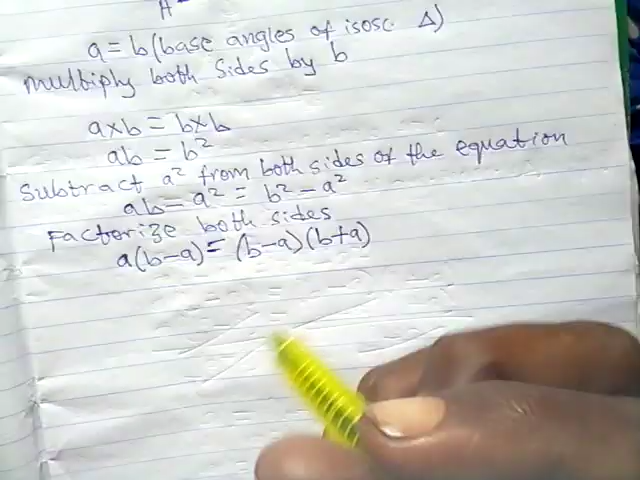 a = b (base angles of isosc. Δ)
multiply both sides by b
a×b = b×b
ab = b²
Subtract a² from both sides of the equation
ab – a² = b² – a²
Factorize both sides
a(b–a) = (b–a)(b+a)